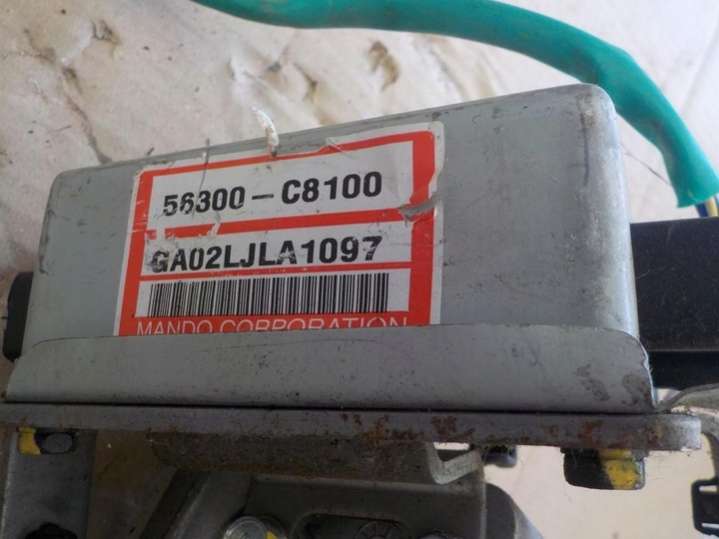 56300-C8100
GA02LJLA1097
MANDO CORPORATION